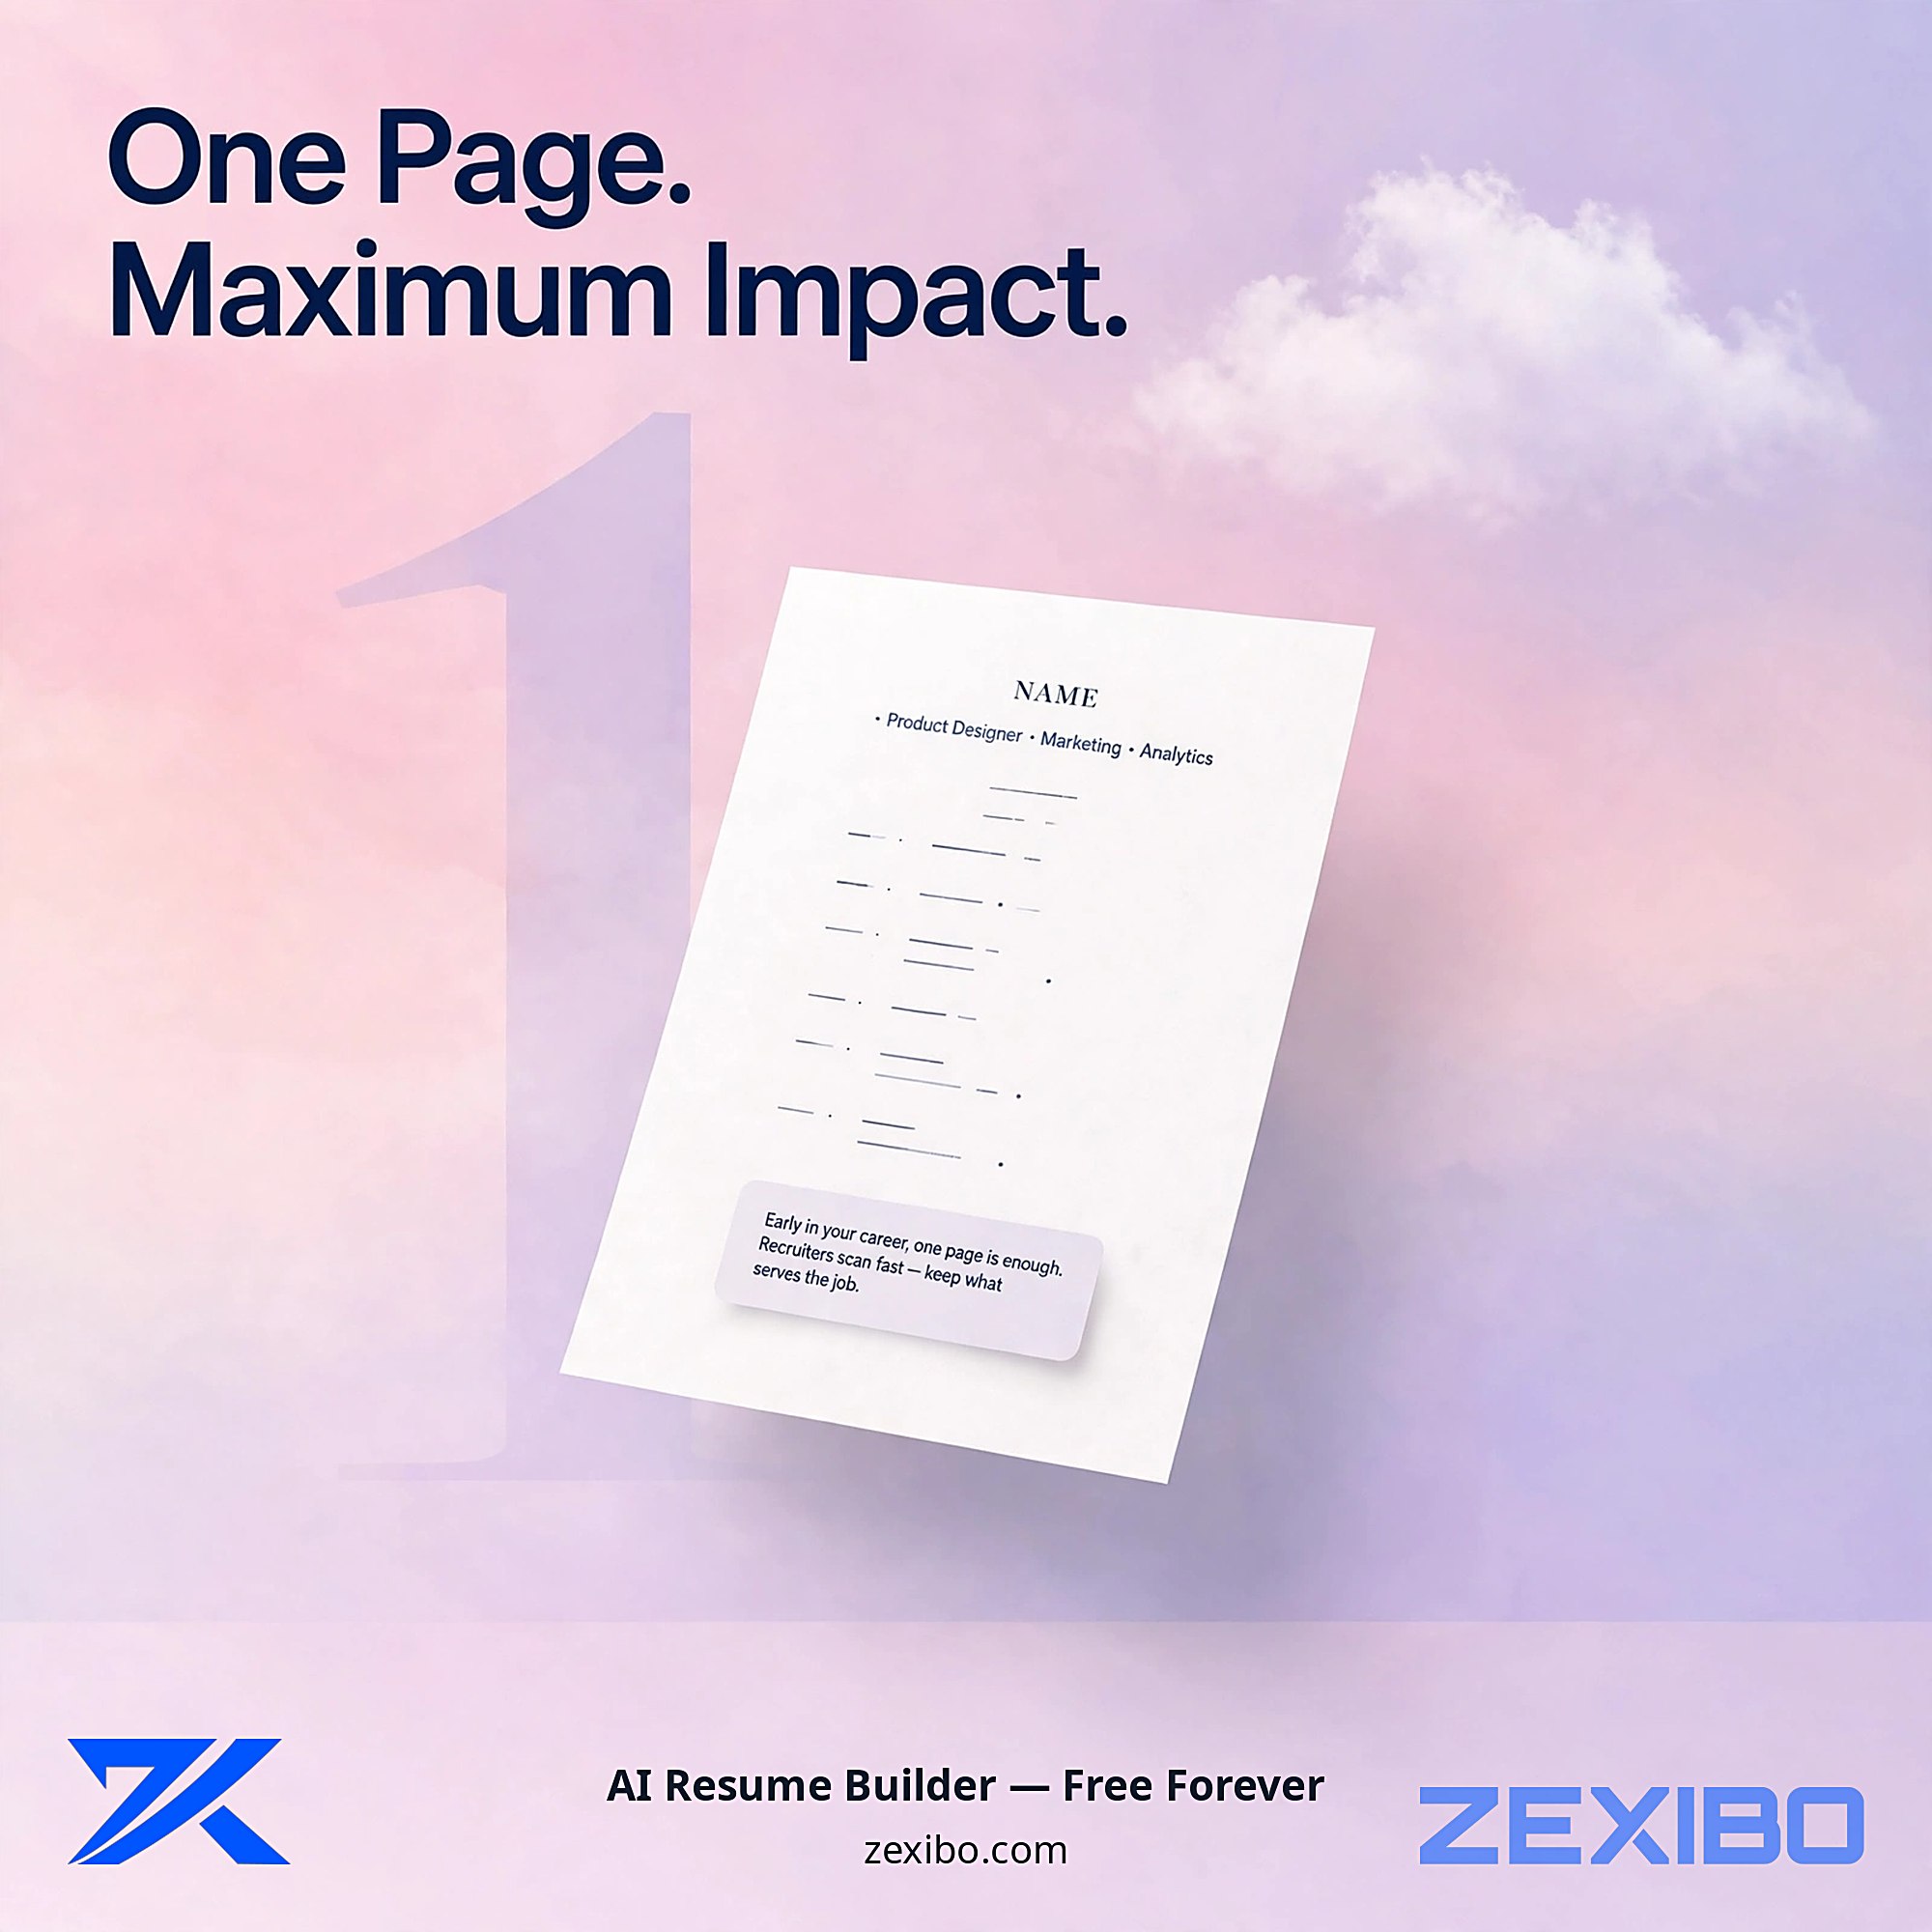 One Page.
Maximum Impact.
1
NAME
• Product Designer • Marketing • Analytics
Early in your career, one page is enough.
Recruiters scan fast — keep what
serves the job.
AI Resume Builder — Free Forever
zexibo.com
ZEXIBO